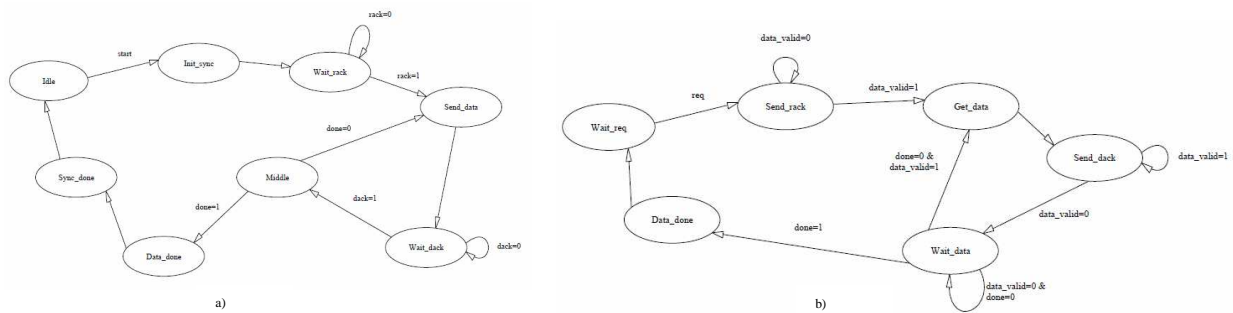 rack=0
start
Init_sync
Wait_rack
Idle
rack=1
Send_data
done=0
Sync_done
Middle
dack=1
done=1
Data_done
Wait_dack
dack=0
a)
data_valid=0
req
Send_rack
data_valid=1
Get_data
Wait_req
done=0 &
data_valid=1
Send_dack
data_valid=1
Data_done
data_valid=0
done=1
Wait_data
data_valid=0 &
done=0
b)